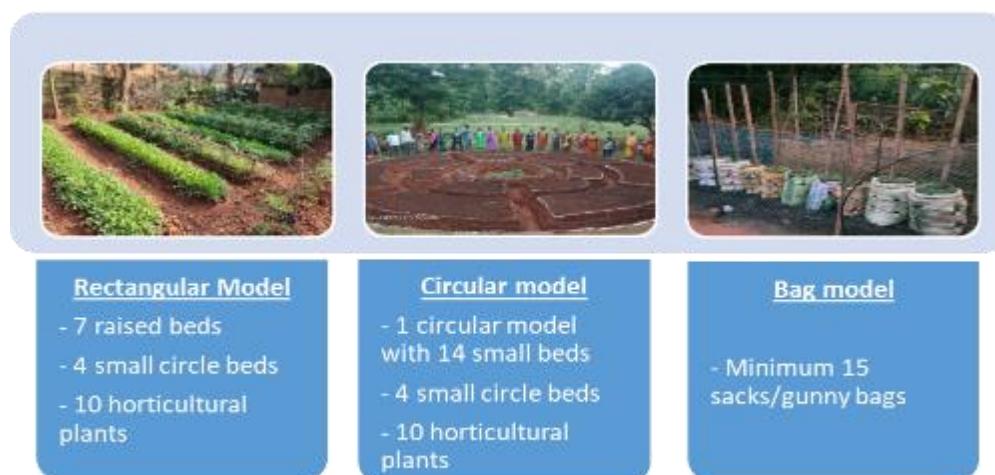 Rectangular Model
- 7 raised beds
- 4 small circle beds
- 10 horticultural
plants
Circular model
- 1 circular model
with 14 small beds
- 4 small circle beds
- 10 horticultural
plants
Bag model
- Minimum 15
sacks/gunny bags